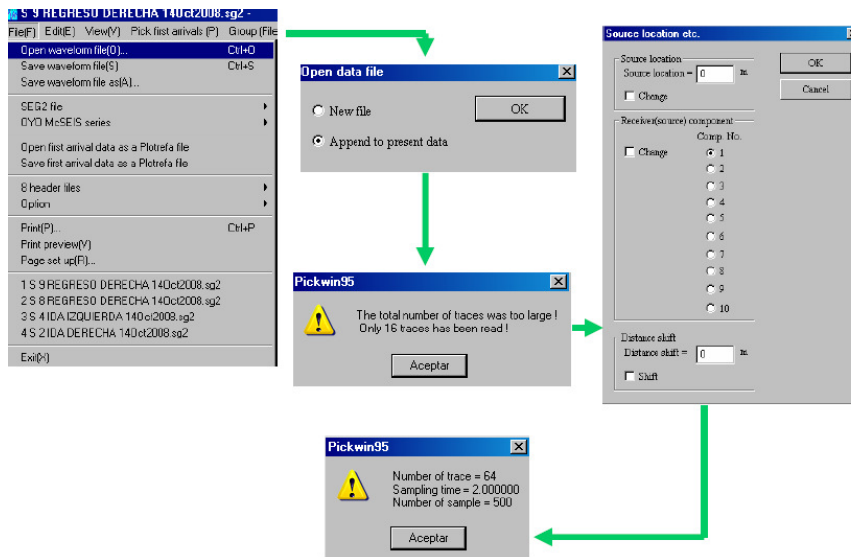 S 9 REGRESO DERECHA 14Oct2008.sg2 -
File(F) Edit(E) View(V) Pick first arrivals (P) Group (File
Open waveform file(O)... Ctrl+O
Save waveform file(S) Ctrl+S
Save waveform file as(A)...
SEG2 file
OYO McSEIS series
Open first arrival data as a Plotrefa file
Save first arrival data as a Plotrefa file
8 header files
Option
Print(P)... Ctrl+P
Print preview(V)
Page set up(R)...
1 S 9 REGRESO DERECHA 14Oct2008.sg2
2 S 8 REGRESO DERECHA 14Oct2008.sg2
3 S 4 IDA IZQUIERDA 14Oct2008.sg2
4 S 2 IDA DERECHA 14Oct2008.sg2
Exit(X)
Open data file
New file
OK
Append to present data
Pickwin95
The total number of traces was too large !
Only 16 traces has been read !
Aceptar
Source location etc.
Source location
Source location = 0 m
Change
OK
Cancel
Receiver(source) component
Comp. No.
Change
1
2
3
4
5
6
7
8
9
10
Distance shift
Distance shift = 0 m
Shift
Pickwin95
Number of trace = 64
Sampling time = 2.000000
Number of sample = 500
Aceptar